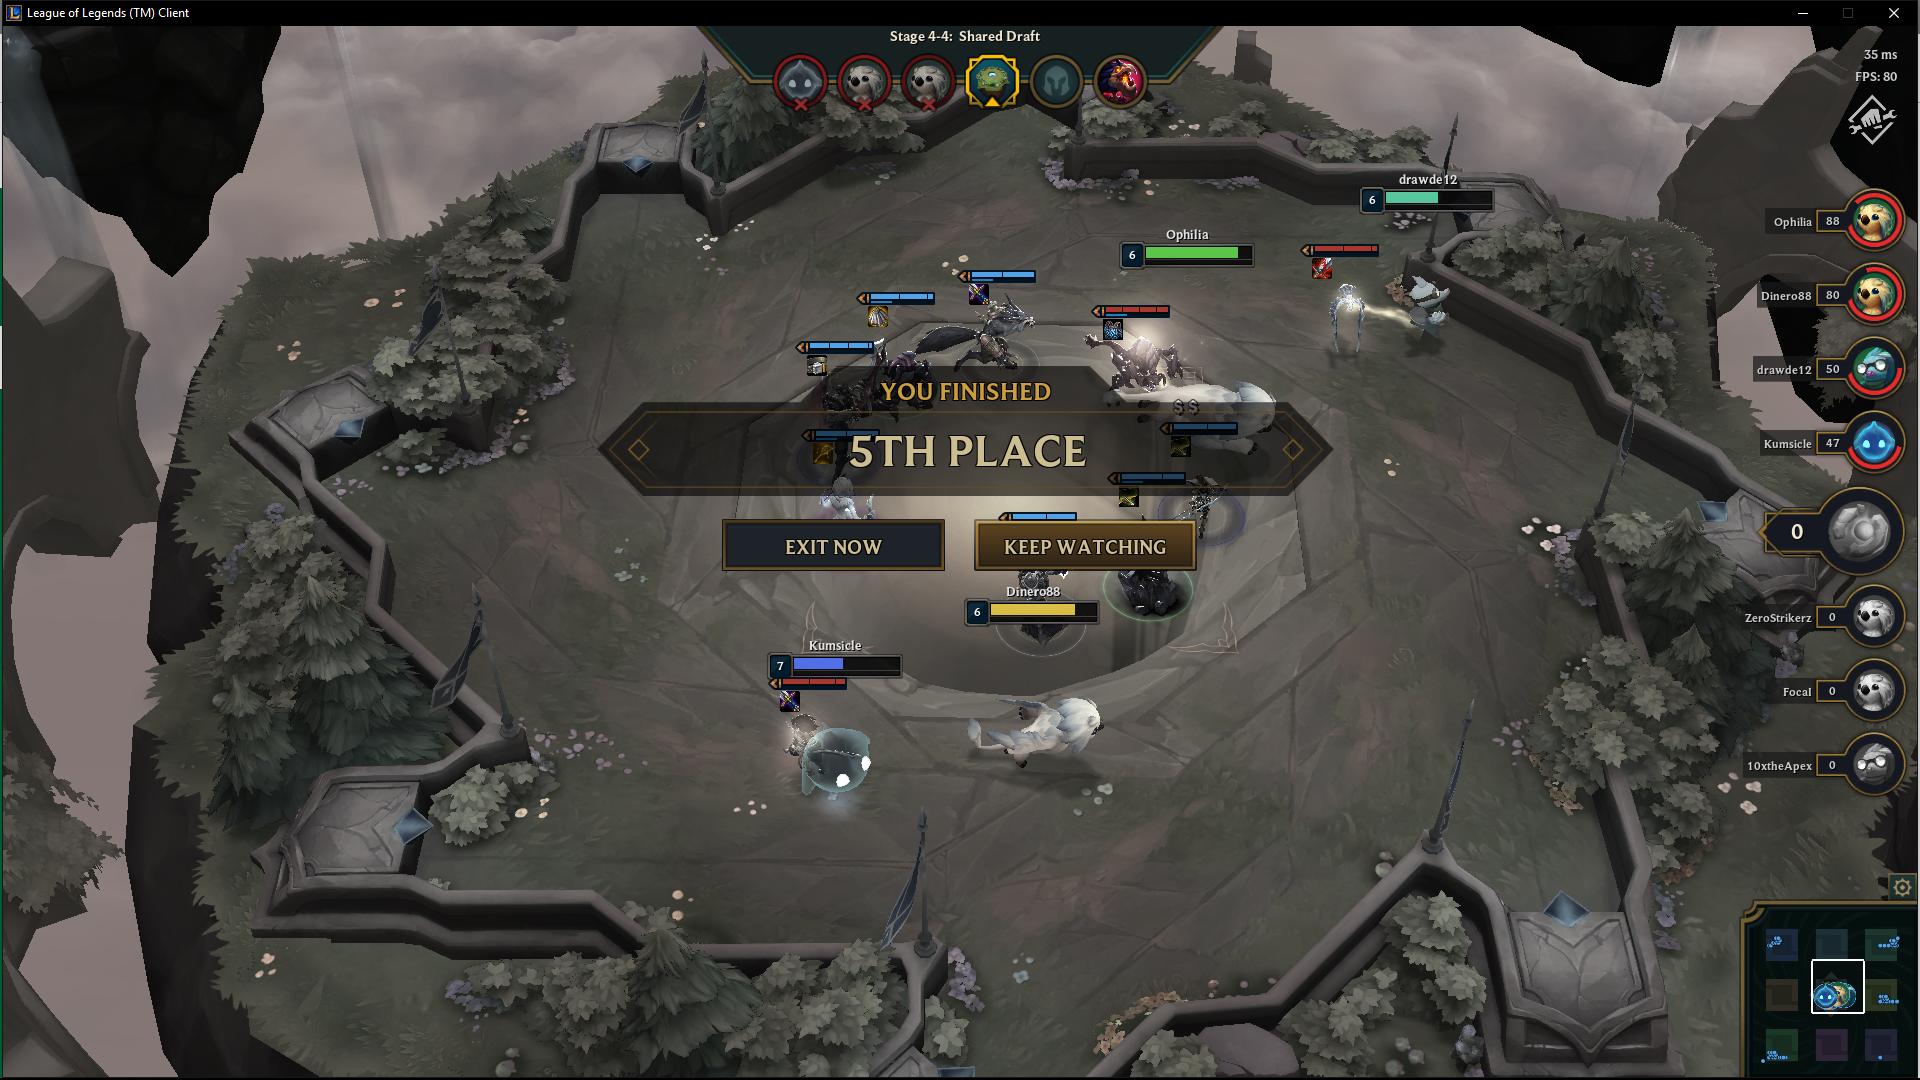 League of Legends (TM) Client
Stage 4-4: Shared Draft
35 ms
FPS: 80
drawde12
6
Ophilia
6
Ophilia 88
Dinero88 80
drawde12 50
Kumsicle 47
0
ZeroStrikerz 0
Focal 0
10xtheApex 0
YOU FINISHED
$$
5TH PLACE
EXIT NOW
KEEP WATCHING
Dinero88
6
Kumsicle
7